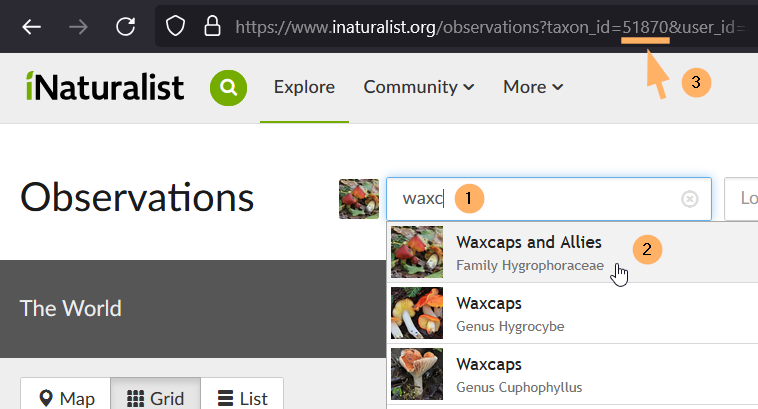 https://www.inaturalist.org/observations?taxon_id=51870&user_id=
3
iNaturalist Explore Community More
Observations
waxc 1
Lo
Waxcaps and Allies
Family Hygrophoraceae
2
The World
Waxcaps
Genus Hygrocybe
Waxcaps
Genus Cuphophyllus
Map Grid List